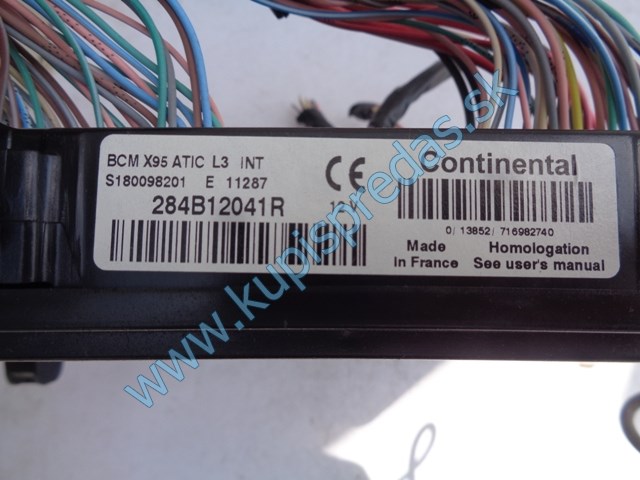 BCM X95 ATIC L3 INT
S180098201 E 11287
284B12041R
CE
Continental
0/ 13852/ 716982740
Made in France
Homologation
See user's manual
www.kupispredas.sk